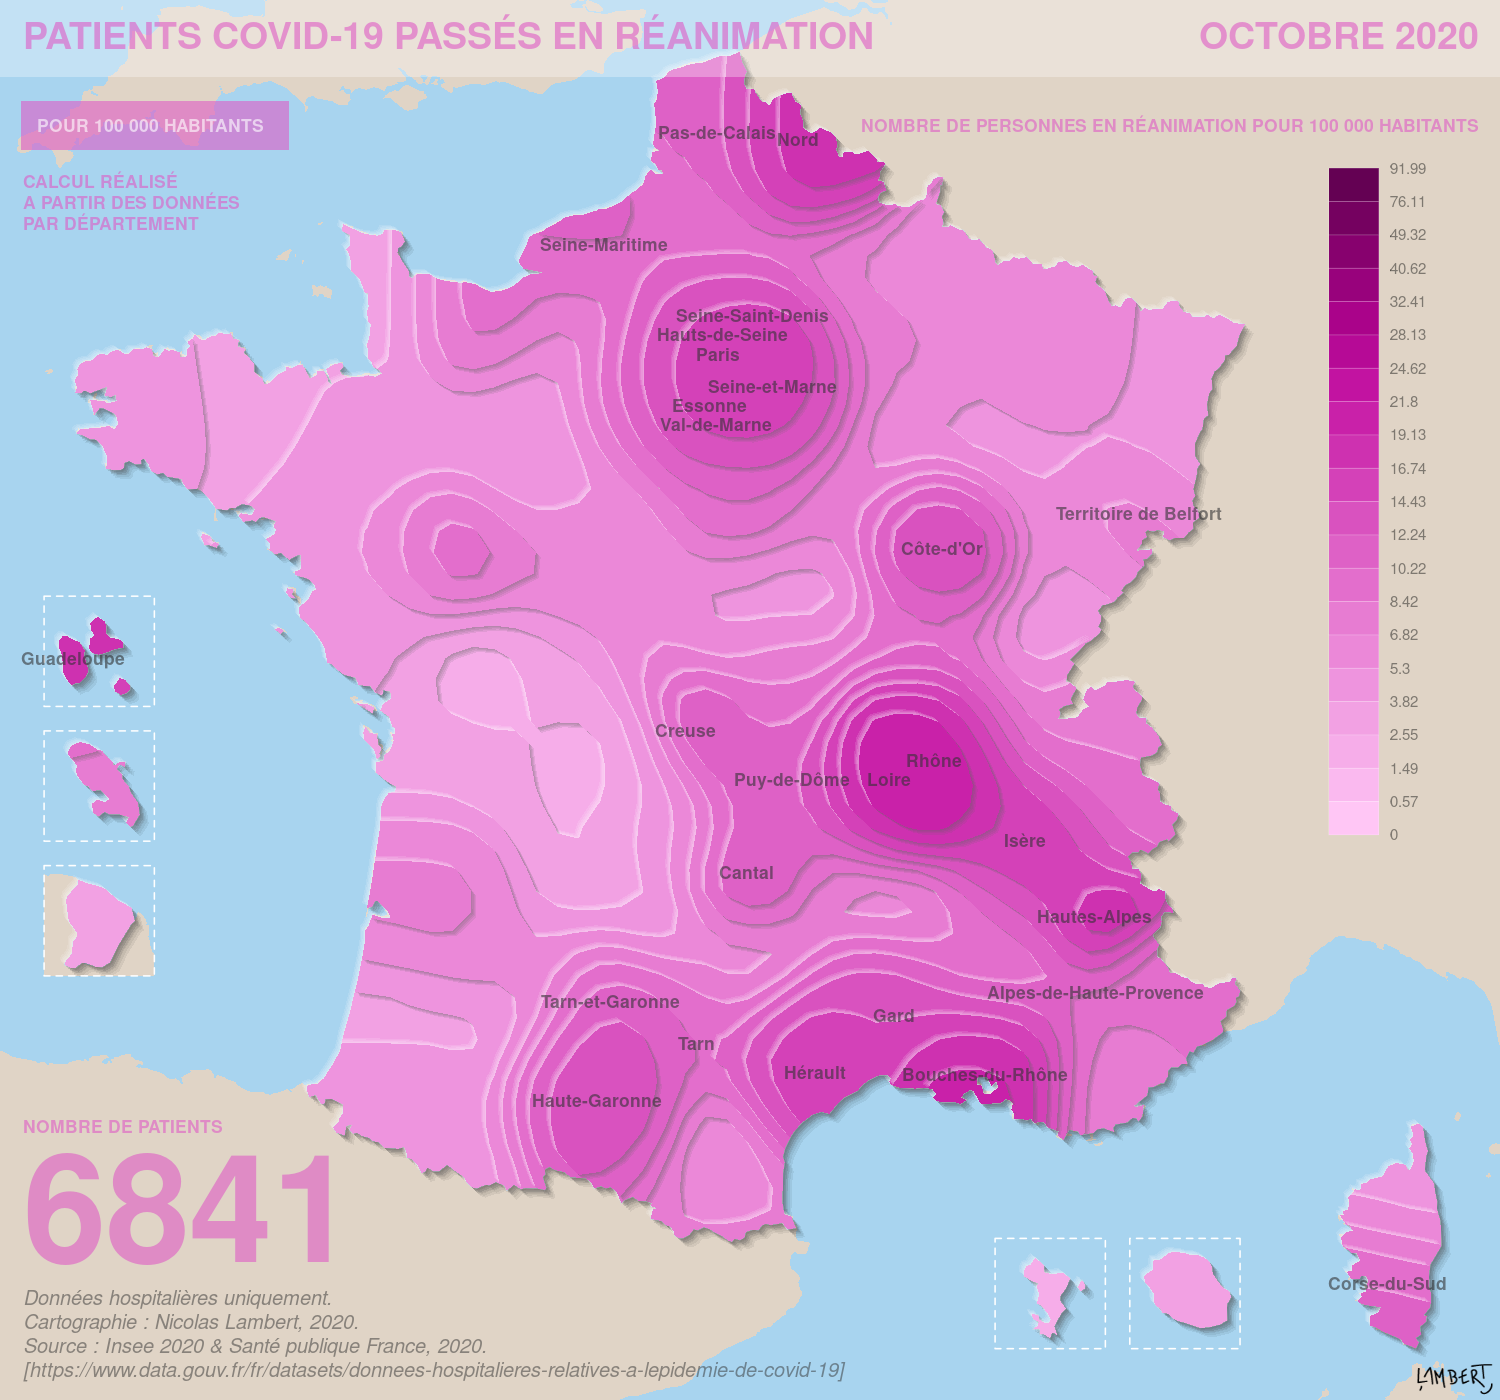 PATIENTS COVID-19 PASSÉS EN RÉANIMATION
OCTOBRE 2020
POUR 100 000 HABITANTS
CALCUL RÉALISÉ
A PARTIR DES DONNÉES
PAR DÉPARTEMENT
NOMBRE DE PERSONNES EN RÉANIMATION POUR 100 000 HABITANTS
91.99
76.11
49.32
40.62
32.41
28.13
24.62
21.8
19.13
16.74
14.43
12.24
10.22
8.42
6.82
5.3
3.82
2.55
1.49
0.57
0
Pas-de-Calais
Nord
Seine-Maritime
Seine-Saint-Denis
Hauts-de-Seine
Paris
Seine-et-Marne
Essonne
Val-de-Marne
Territoire de Belfort
Côte-d'Or
Guadeloupe
Creuse
Rhône
Puy-de-Dôme
Loire
Isère
Cantal
Hautes-Alpes
Alpes-de-Haute-Provence
Tarn-et-Garonne
Gard
Tarn
Hérault
Bouches-du-Rhône
Haute-Garonne
Corse-du-Sud
NOMBRE DE PATIENTS
6841
Données hospitalières uniquement.
Cartographie : Nicolas Lambert, 2020.
Source : Insee 2020 & Santé publique France, 2020.
[https://www.data.gouv.fr/fr/datasets/donnees-hospitalieres-relatives-a-lepidemie-de-covid-19]
LAMBERT